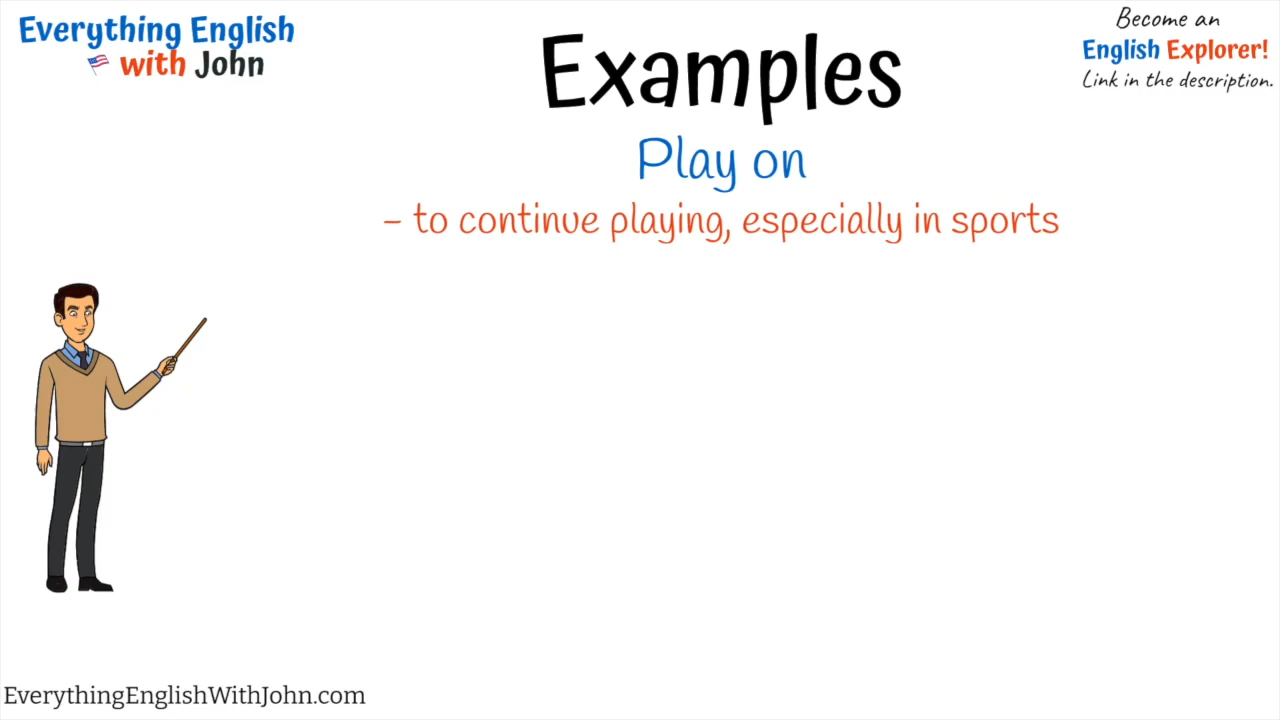 Everything English
with John
Examples
Become an
English Explorer!
Link in the description.
Play on
- to continue playing, especially in sports
EverythingEnglishWithJohn.com